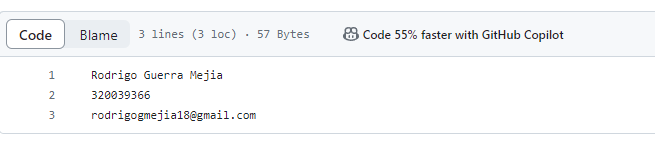 Code Blame 3 lines (3 loc) · 57 Bytes Code 55% faster with GitHub Copilot
1 Rodrigo Guerra Mejia
2 320039366
3 rodrigogmejia18@gmail.com